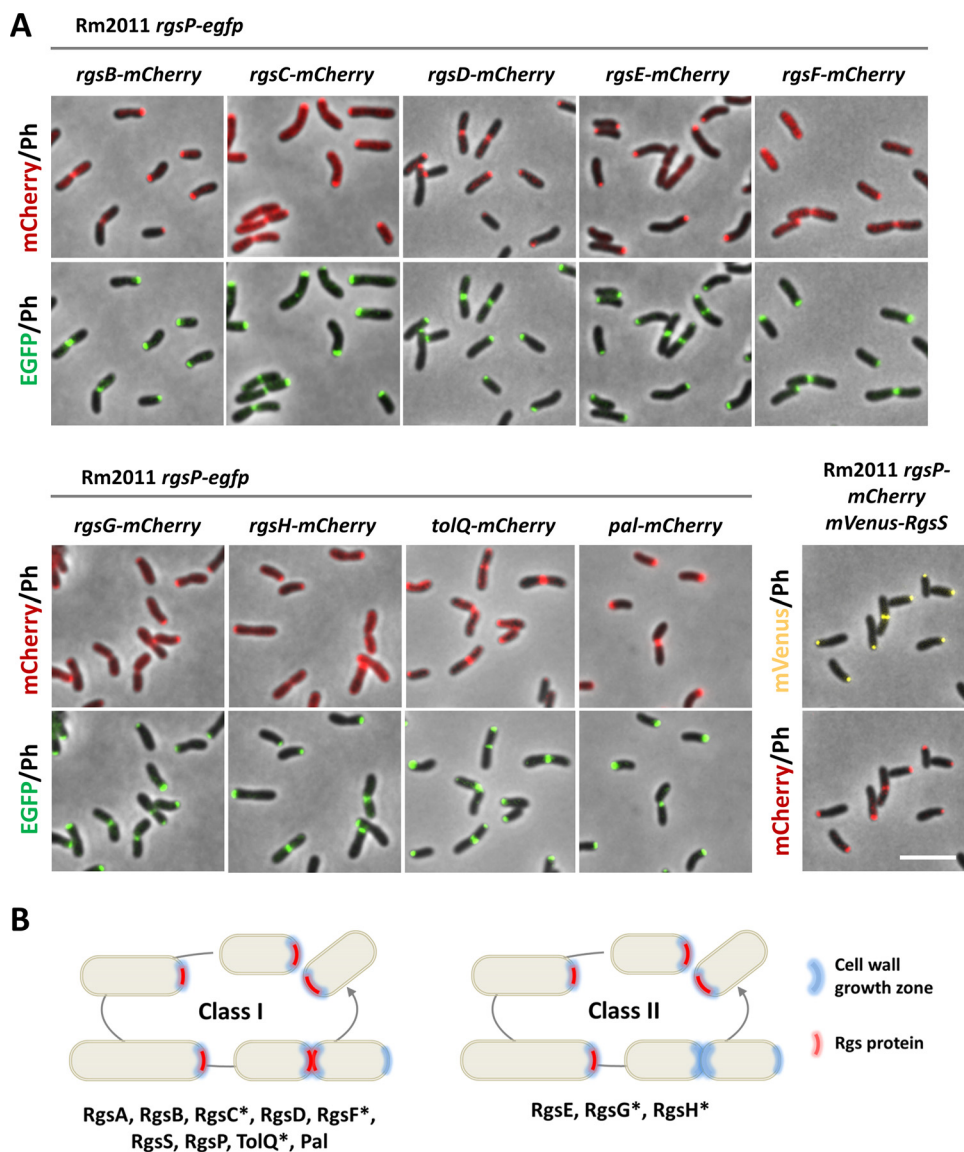 A
Rm2011 rgsP-egfp
rgsB-mCherry rgsC-mCherry rgsD-mCherry rgsE-mCherry rgsF-mCherry
mCherry/Ph
EGFP/Ph
Rm2011 rgsP-egfp
rgsG-mCherry rgsH-mCherry tolQ-mCherry pal-mCherry
Rm2011 rgsP-
mCherry
mVenus-RgsS
mCherry/Ph
EGFP/Ph
mVenus/Ph
mCherry/Ph
B
Class I
RgsA, RgsB, RgsC*, RgsD, RgsF*,
RgsS, RgsP, TolQ*, Pal
Class II
RgsE, RgsG*, RgsH*
Cell wall
growth zone
Rgs protein